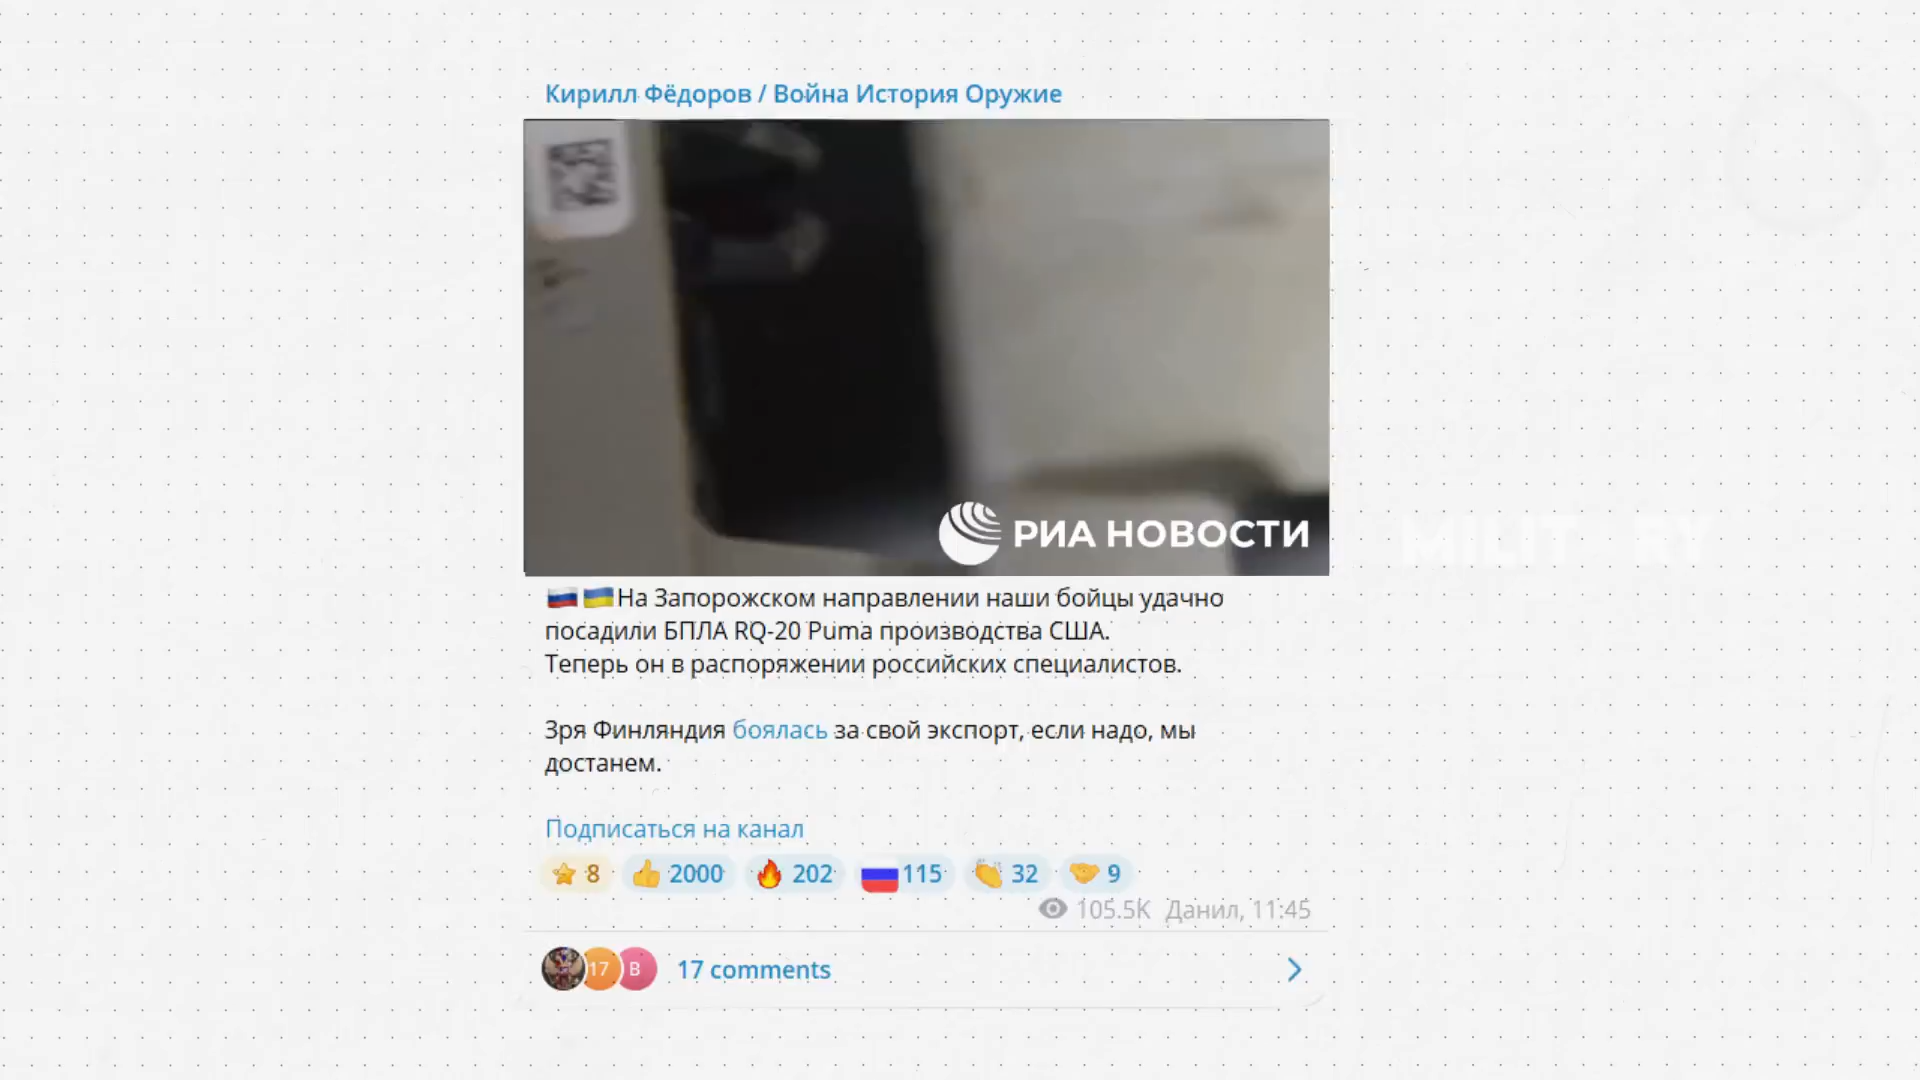 Кирилл Фёдоров / Война История Оружие
РИА НОВОСТИ
🇷🇺🇺🇦На Запорожском направлении наши бойцы удачно
посадили БПЛА RQ-20 Puma производства США.
Теперь он в распоряжении российских специалистов.
Зря Финляндия боялась за свой экспорт, если надо, мы
достанем.
Подписаться на канал
⭐ 8 👍 2000 🔥 202 🇷🇺 115 👏 32 🤝 9
105.5K Данил, 11:45
17 B 17 comments